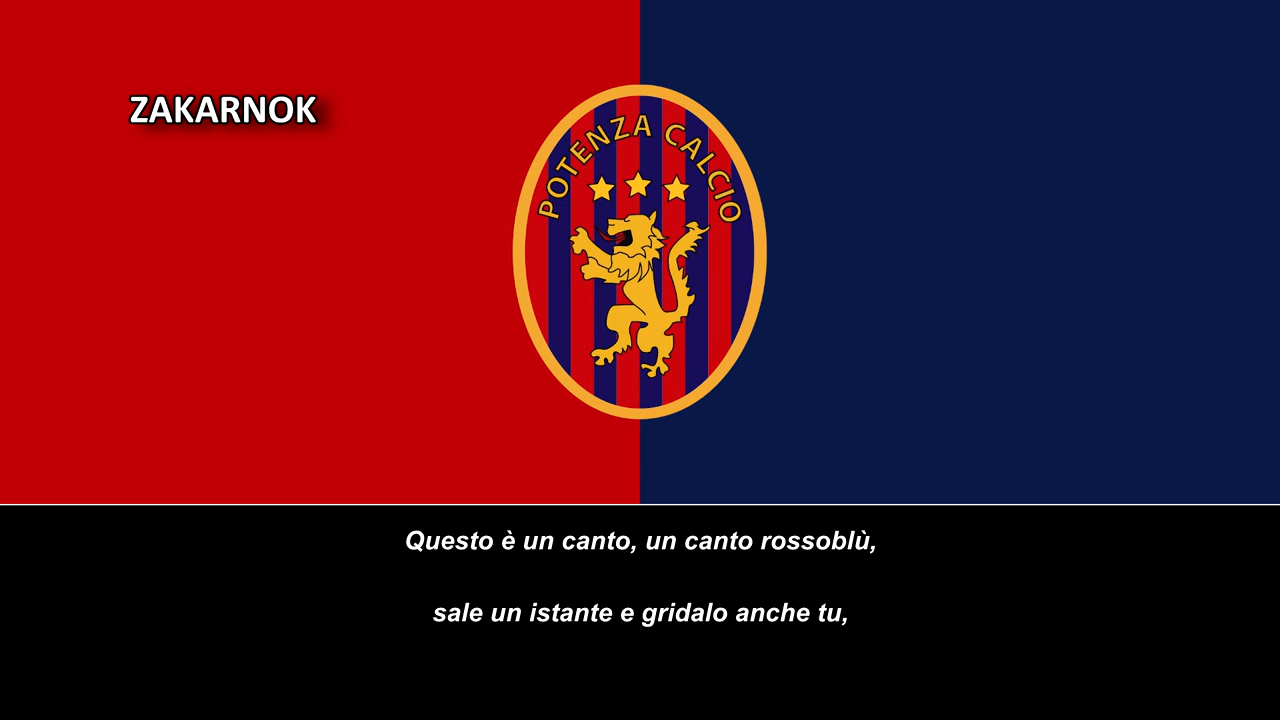 ZAKARNOK
POTENZA CALCIO
Questo è un canto, un canto rossoblù,
sale un istante e gridalo anche tu,